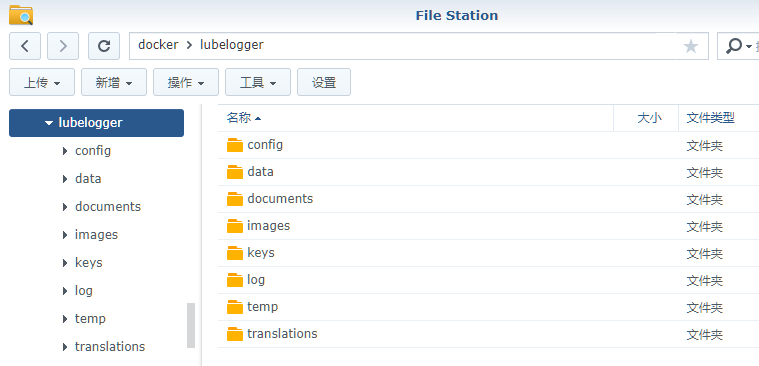 File Station
docker > lubelogger
上传 新增 操作 工具 设置
lubelogger
config
data
documents
images
keys
log
temp
translations
名称 大小 文件类型
config 文件夹
data 文件夹
documents 文件夹
images 文件夹
keys 文件夹
log 文件夹
temp 文件夹
translations 文件夹